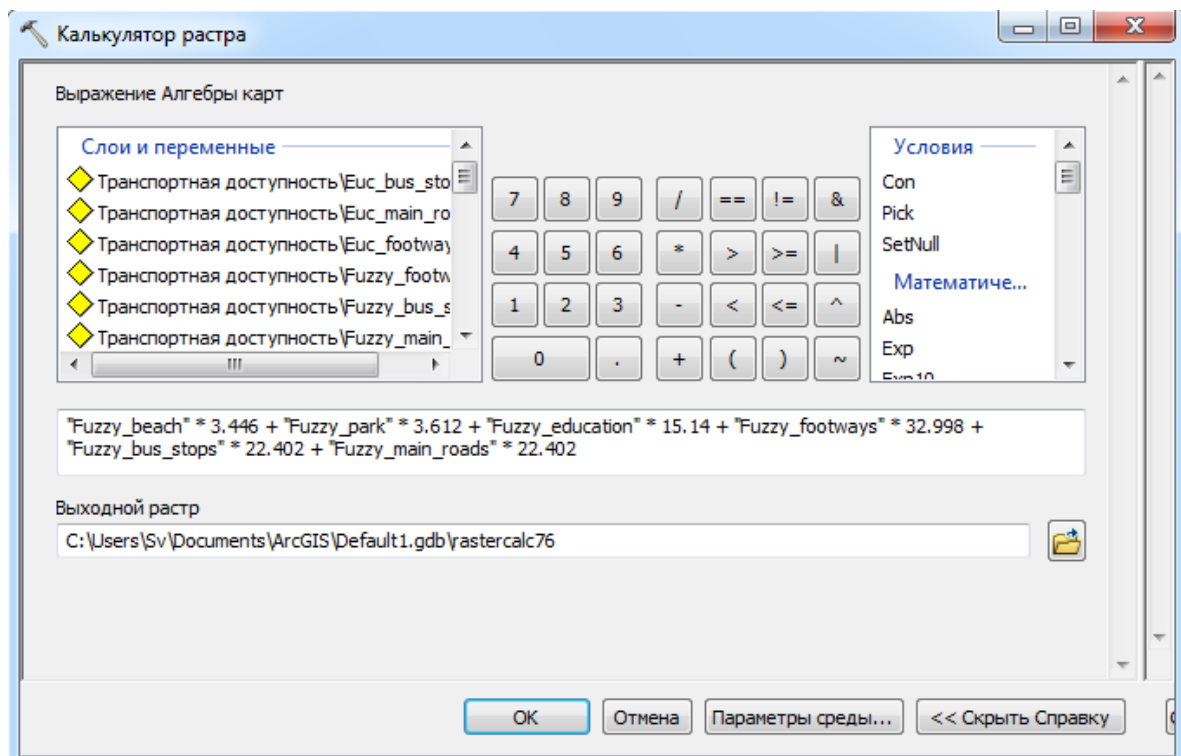 Калькулятор растра
Выражение Алгебры карт
Слои и переменные
Транспортная доступность\Euc_bus_sto
Транспортная доступность\Euc_main_ro
Транспортная доступность\Euc_footway
Транспортная доступность\Fuzzy_footw
Транспортная доступность\Fuzzy_bus_s
Транспортная доступность\Fuzzy_main_
7 8 9 / == != &
4 5 6 * > >= |
1 2 3 - < <= ^
0 . + ( ) ~
Условия
Con
Pick
SetNull
Математиче...
Abs
Exp
Exp10
"Fuzzy_beach" * 3.446 + "Fuzzy_park" * 3.612 + "Fuzzy_education" * 15.14 + "Fuzzy_footways" * 32.998 +
"Fuzzy_bus_stops" * 22.402 + "Fuzzy_main_roads" * 22.402
Выходной растр
C:\Users\Sv\Documents\ArcGIS\Default1.gdb\rastercalc76
OK Отмена Параметры среды... << Скрыть Справку